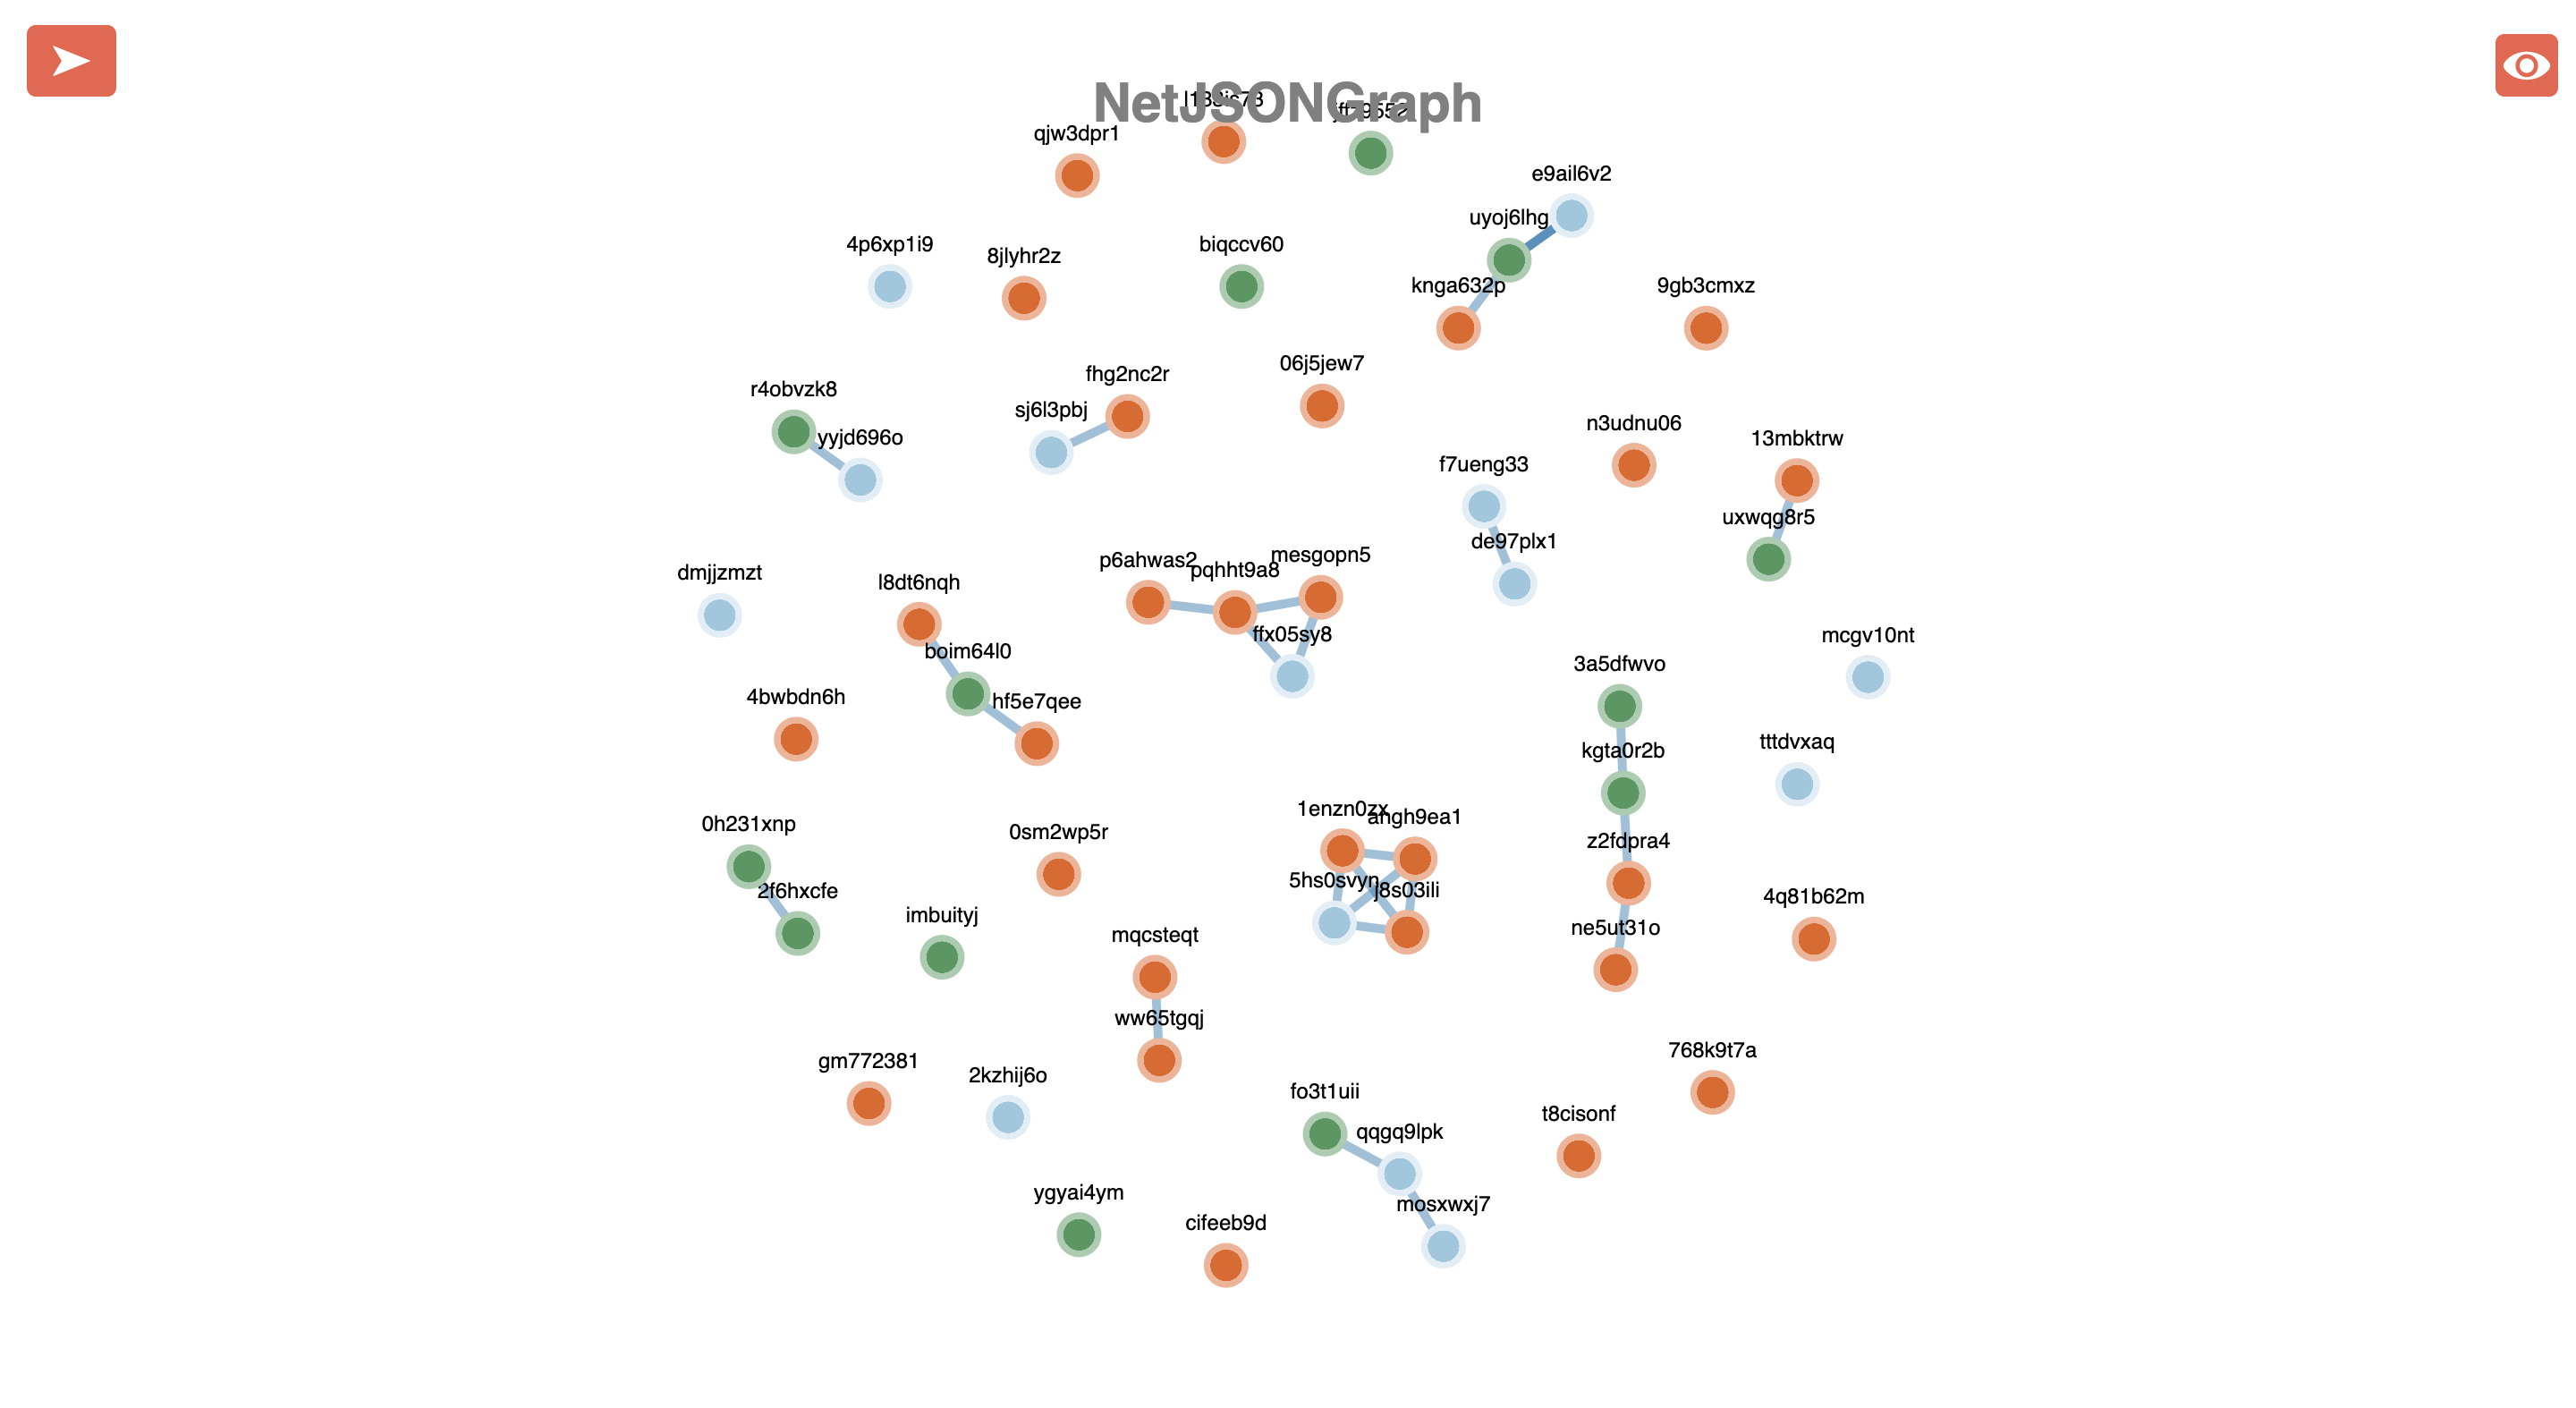 NetJSONGraph
qjw3dpr1
e9ail6v2
uyoj6lhg
4p6xp1i9
8jlyhr2z
biqccv60
knga632p
9gb3cmxz
06j5jew7
fhg2nc2r
r4obvzk8
sj6l3pbj
n3udnu06
yyjd696o
13mbktrw
f7ueng33
uxwqg8r5
de97plx1
mesgopn5
p6ahwas2
pqhht9a8
dmjjzmzt
l8dt6nqh
ffx05sy8
mcgv10nt
boim64l0
3a5dfwvo
4bwbdn6h
hf5e7qee
tttdvxaq
kgta0r2b
1enzn0zx
angh9ea1
0h231xnp
0sm2wp5r
z2fdpra4
5hs0svyn
j8s03ili
2f6hxcfe
4q81b62m
imbuityj
ne5ut31o
mqcsteqt
ww65tgqj
768k9t7a
gm772381
2kzhij6o
fo3t1uii
t8cisonf
qqgq9lpk
ygyai4ym
mosxwxj7
cifeeb9d